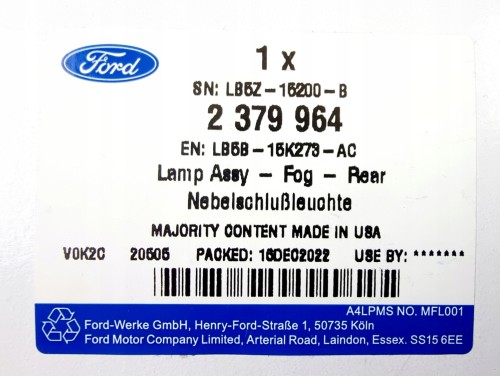 Ford
1 x
SN: LB5Z-15200-B
2 379 964
EN: LB5B-15K273-AC
Lamp Assy - Fog - Rear
Nebelschlußleuchte
MAJORITY CONTENT MADE IN USA
V0K2C 20505 PACKED: 15DEC2022 USE BY: *******
A4LPMS NO. MFL001
Ford-Werke GmbH, Henry-Ford-Straße 1, 50735 Köln
Ford Motor Company Limited, Arterial Road, Laindon, Essex. SS15 6EE